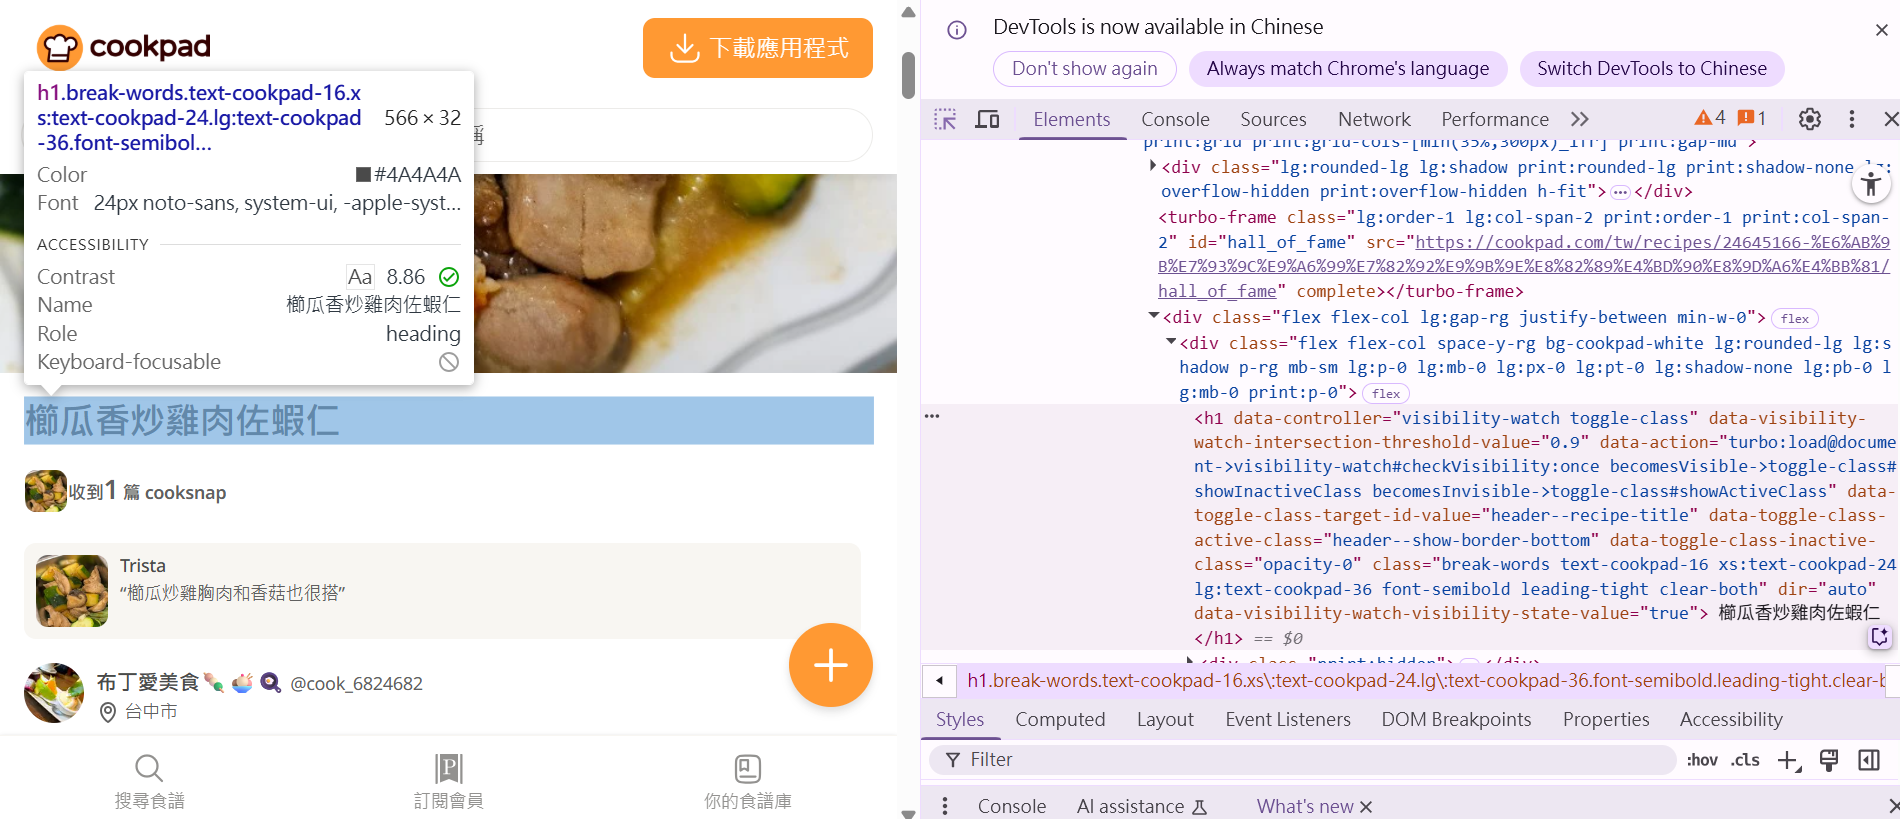 cookpad
下載應用程式
h1.break-words.text-cookpad-16.x
s:text-cookpad-24.lg:text-cookpad
-36.font-semibol...
566 × 32
Color
#4A4A4A
Font
24px noto-sans, system-ui, -apple-syst...
ACCESSIBILITY
Contrast
Aa 8.86
Name
櫛瓜香炒雞肉佐蝦仁
Role
heading
Keyboard-focusable
櫛瓜香炒雞肉佐蝦仁
收到1 篇 cooksnap
Trista
“櫛瓜炒雞胸肉和香菇也很搭”
布丁愛美食🍡 🍧 🍳 @cook_6824682
台中市
搜尋食譜
訂閱會員
你的食譜庫
DevTools is now available in Chinese
Don't show again
Always match Chrome's language
Switch DevTools to Chinese
Elements
Console
Sources
Network
Performance
4
1
print:grid print:grid-cols-[min(35%,300px)_1fr] print:gap-md">
<div class="lg:rounded-lg lg:shadow print:rounded-lg print:shadow-none lg:
overflow-hidden print:overflow-hidden h-fit">…</div>
<turbo-frame class="lg:order-1 lg:col-span-2 print:order-1 print:col-span-
2" id="hall_of_fame" src="https://cookpad.com/tw/recipes/24645166-%E6%AB%9
B%E7%93%9C%E9%A6%99%E7%82%92%E9%9B%9E%E8%82%89%E4%BD%90%E8%9D%A6%E4%BB%81/
hall_of_fame" complete></turbo-frame>
<div class="flex flex-col lg:gap-rg justify-between min-w-0"> flex
<div class="flex flex-col space-y-rg bg-cookpad-white lg:rounded-lg lg:s
hadow p-rg mb-sm lg:p-0 lg:mb-0 lg:px-0 lg:pt-0 lg:shadow-none lg:pb-0 l
g:mb-0 print:p-0"> flex
<h1 data-controller="visibility-watch toggle-class" data-visibility-
watch-intersection-threshold-value="0.9" data-action="turbo:load@docume
nt->visibility-watch#checkVisibility:once becomesVisible->toggle-class#
showInactiveClass becomesInvisible->toggle-class#showActiveClass" data-
toggle-class-target-id-value="header--recipe-title" data-toggle-class-
active-class="header--show-border-bottom" data-toggle-class-inactive-
class="opacity-0" class="break-words text-cookpad-16 xs:text-cookpad-24
lg:text-cookpad-36 font-semibold leading-tight clear-both" dir="auto"
data-visibility-watch-visibility-state-value="true"> 櫛瓜香炒雞肉佐蝦仁
</h1> == $0
<div class="print:hidden">…</div>
h1.break-words.text-cookpad-16.xs\:text-cookpad-24.lg\:text-cookpad-36.font-semibold.leading-tight.clear-b
Styles
Computed
Layout
Event Listeners
DOM Breakpoints
Properties
Accessibility
Filter
:hov
.cls
Console
AI assistance
What's new